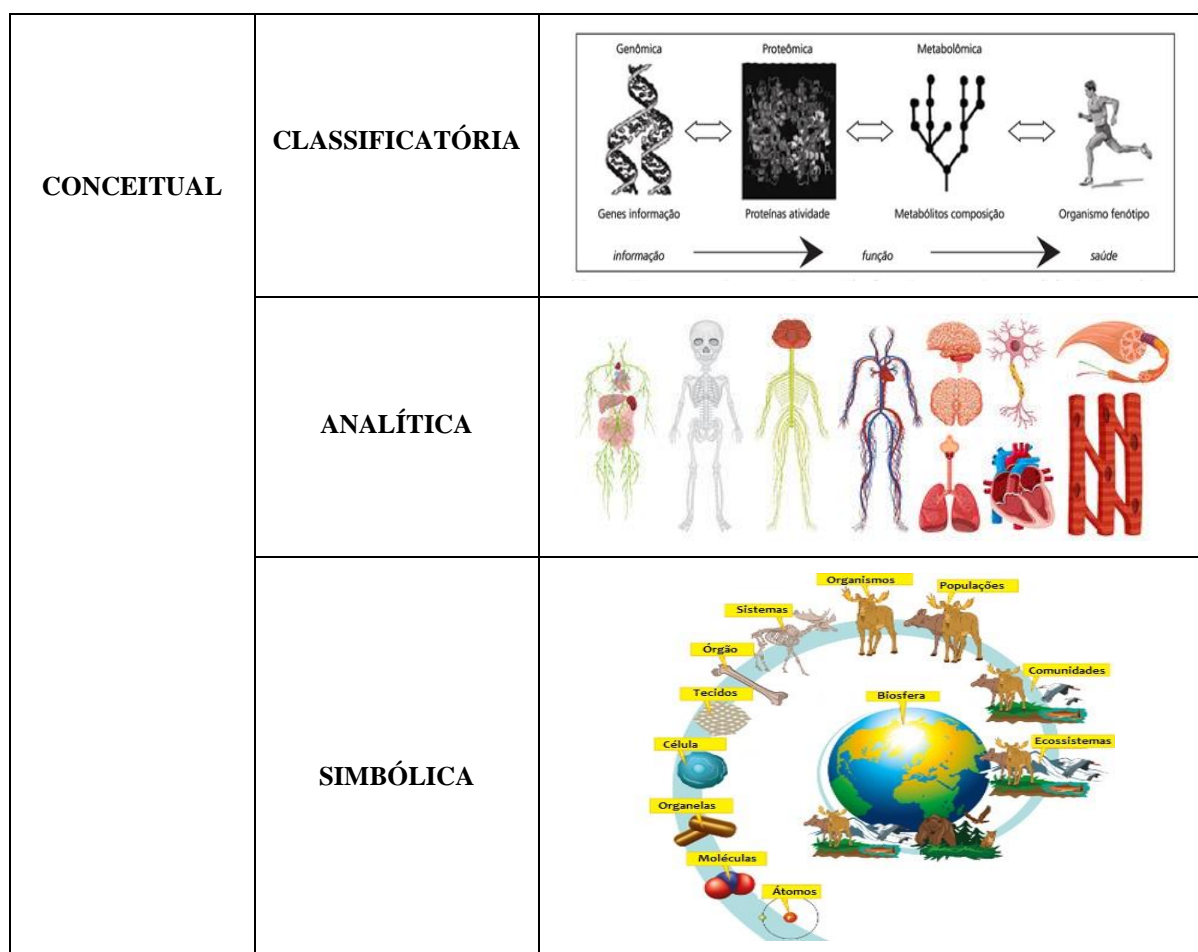 CONCEITUAL
CLASSIFICATÓRIA
Genômica
Proteômica
Metabolômica
Genes informação
Proteínas atividade
Metabólitos composição
Organismo fenótipo
informação
função
saúde
ANALÍTICA
SIMBÓLICA
Organismos
Populações
Sistemas
Órgão
Comunidades
Tecidos
Biosfera
Célula
Ecossistemas
Organelas
Moléculas
Átomos